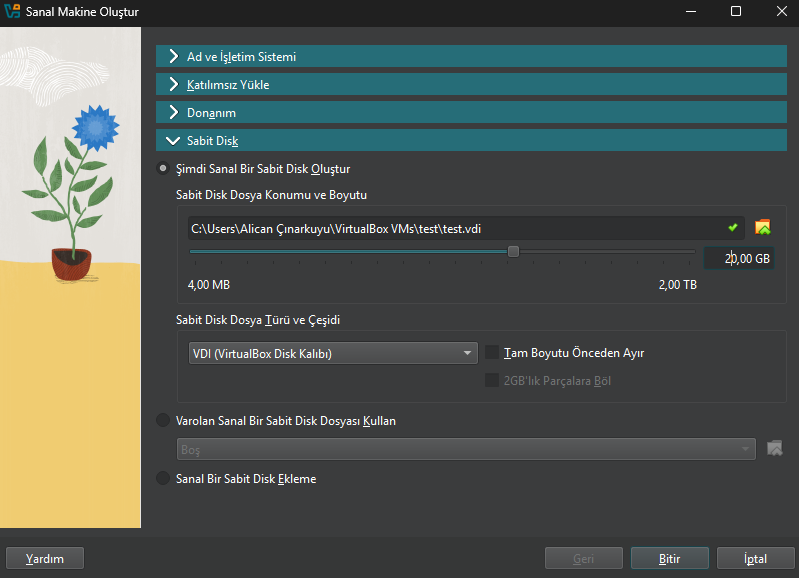 Sanal Makine Oluştur
Ad ve İşletim Sistemi
Katılımsız Yükle
Donanım
Sabit Disk
Şimdi Sanal Bir Sabit Disk Oluştur
Sabit Disk Dosya Konumu ve Boyutu
C:\Users\Alican Çınarkuyu\VirtualBox VMs\test\test.vdi
20,00 GB
4,00 MB 2,00 TB
Sabit Disk Dosya Türü ve Çeşidi
VDI (VirtualBox Disk Kalıbı) Tam Boyutu Önceden Ayır
2GB'lık Parçalara Böl
Varolan Sanal Bir Sabit Disk Dosyası Kullan
Boş
Sanal Bir Sabit Disk Ekleme
Yardım Geri Bitir İptal